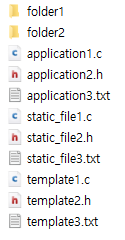 folder1
folder2
application1.c
application2.h
application3.txt
static_file1.c
static_file2.h
static_file3.txt
template1.c
template2.h
template3.txt